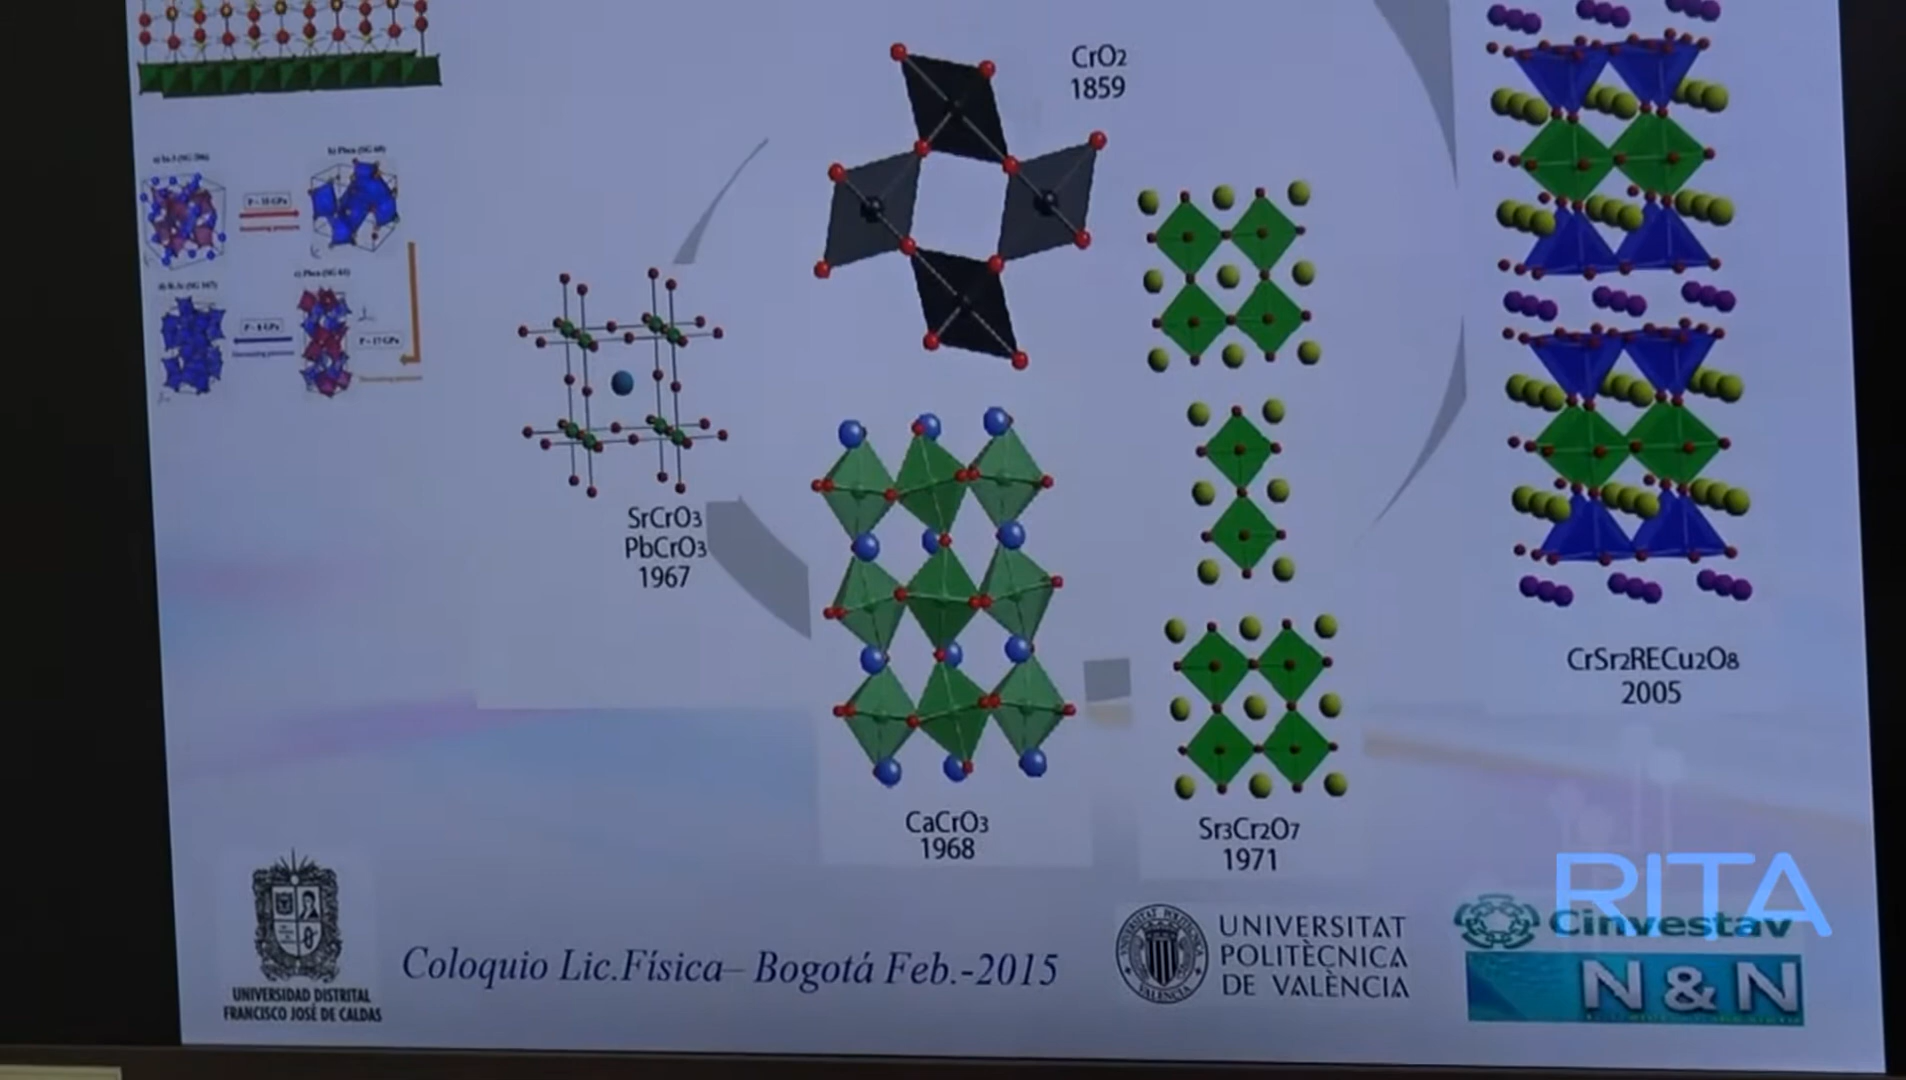 CrO2
1859
SrCrO3
PbCrO3
1967
CaCrO3
1968
Sr3Cr2O7
1971
CrSr2RECu2O8
2005
UNIVERSIDAD DISTRITAL
FRANCISCO JOSÉ DE CALDAS
Coloquio Lic.Física– Bogotá Feb.-2015
UNIVERSITAT
POLITÈCNICA
DE VALÈNCIA
RITA
Cinvestav
N & N